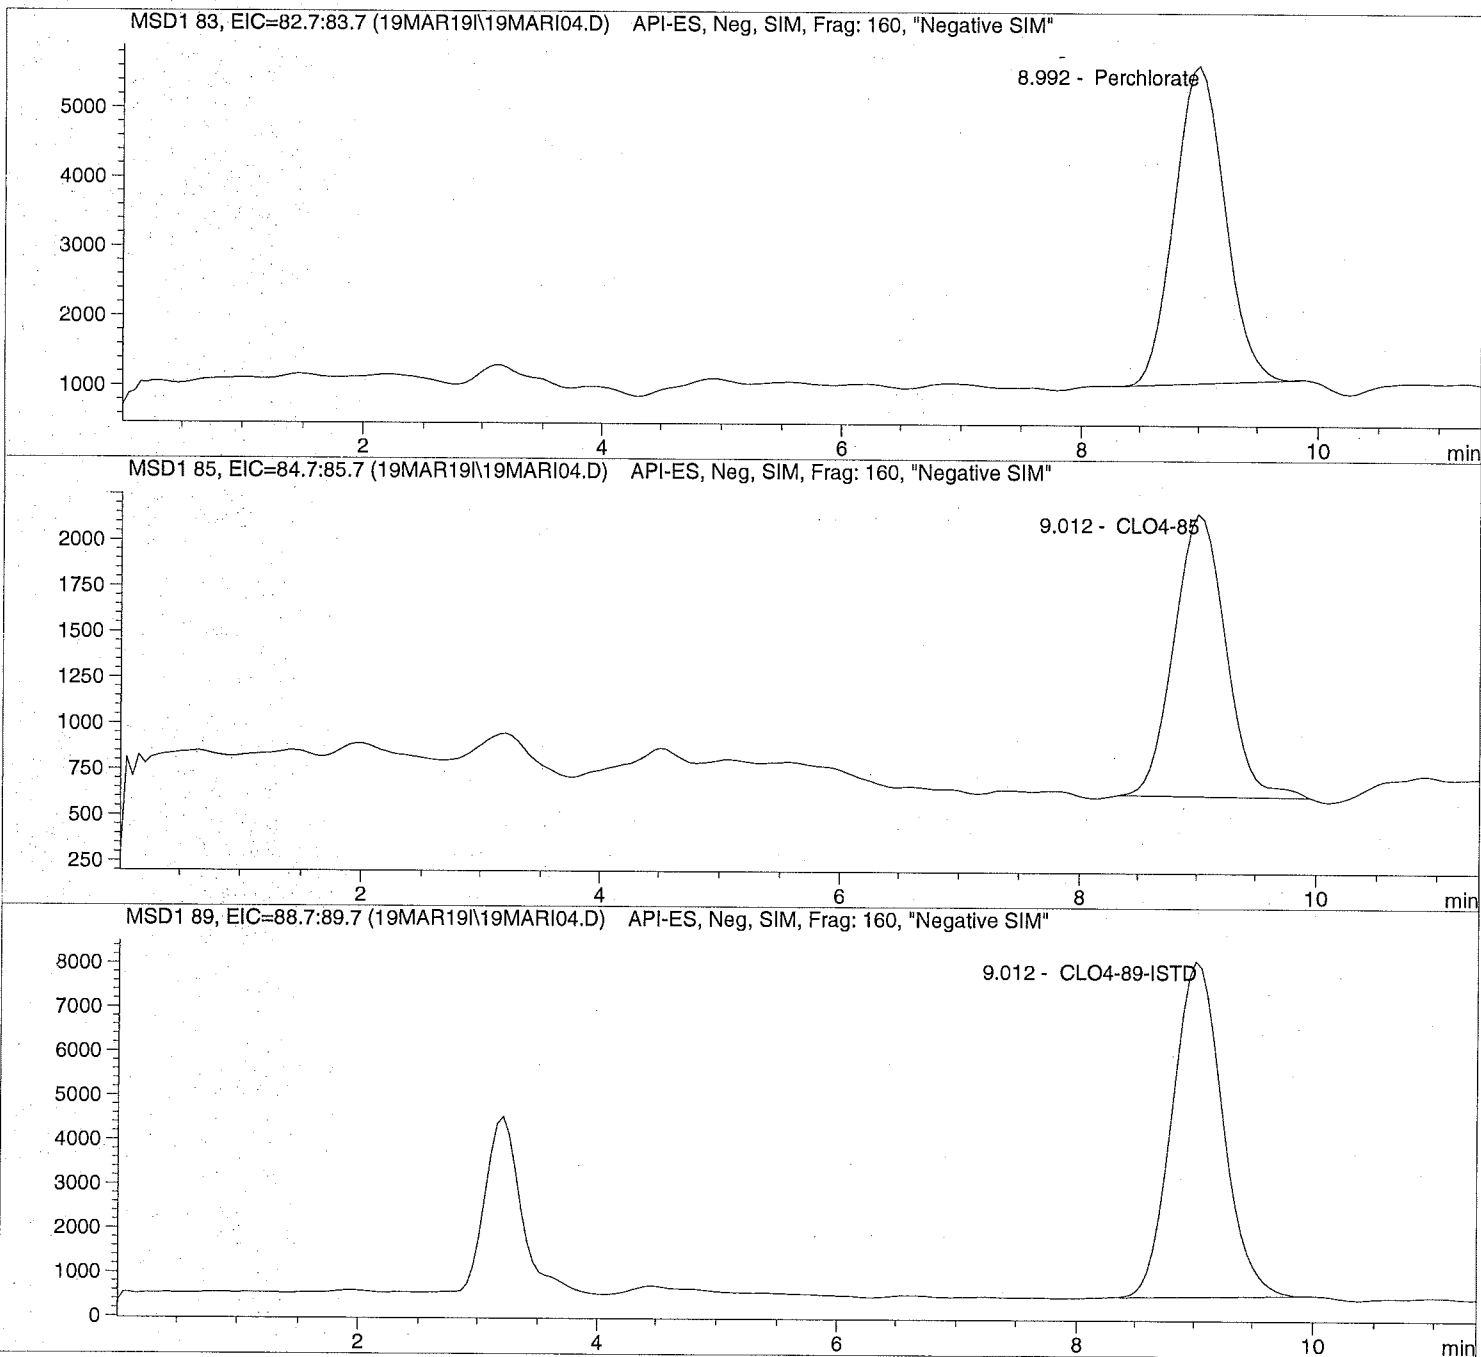 MSD1 83, EIC=82.7:83.7 (19MAR19I\19MARI04.D)    API-ES, Neg, SIM, Frag: 160, "Negative SIM"
8.992 -  Perchlorate
5000
4000
3000
2000
1000
2 4 6 8 10 min
MSD1 85, EIC=84.7:85.7 (19MAR19I\19MARI04.D)    API-ES, Neg, SIM, Frag: 160, "Negative SIM"
9.012 -  CLO4-85
2000
1750
1500
1250
1000
750
500
250
2 4 6 8 10 min
MSD1 89, EIC=88.7:89.7 (19MAR19I\19MARI04.D)    API-ES, Neg, SIM, Frag: 160, "Negative SIM"
9.012 -  CLO4-89-ISTD
8000
7000
6000
5000
4000
3000
2000
1000
0
2 4 6 8 10 min